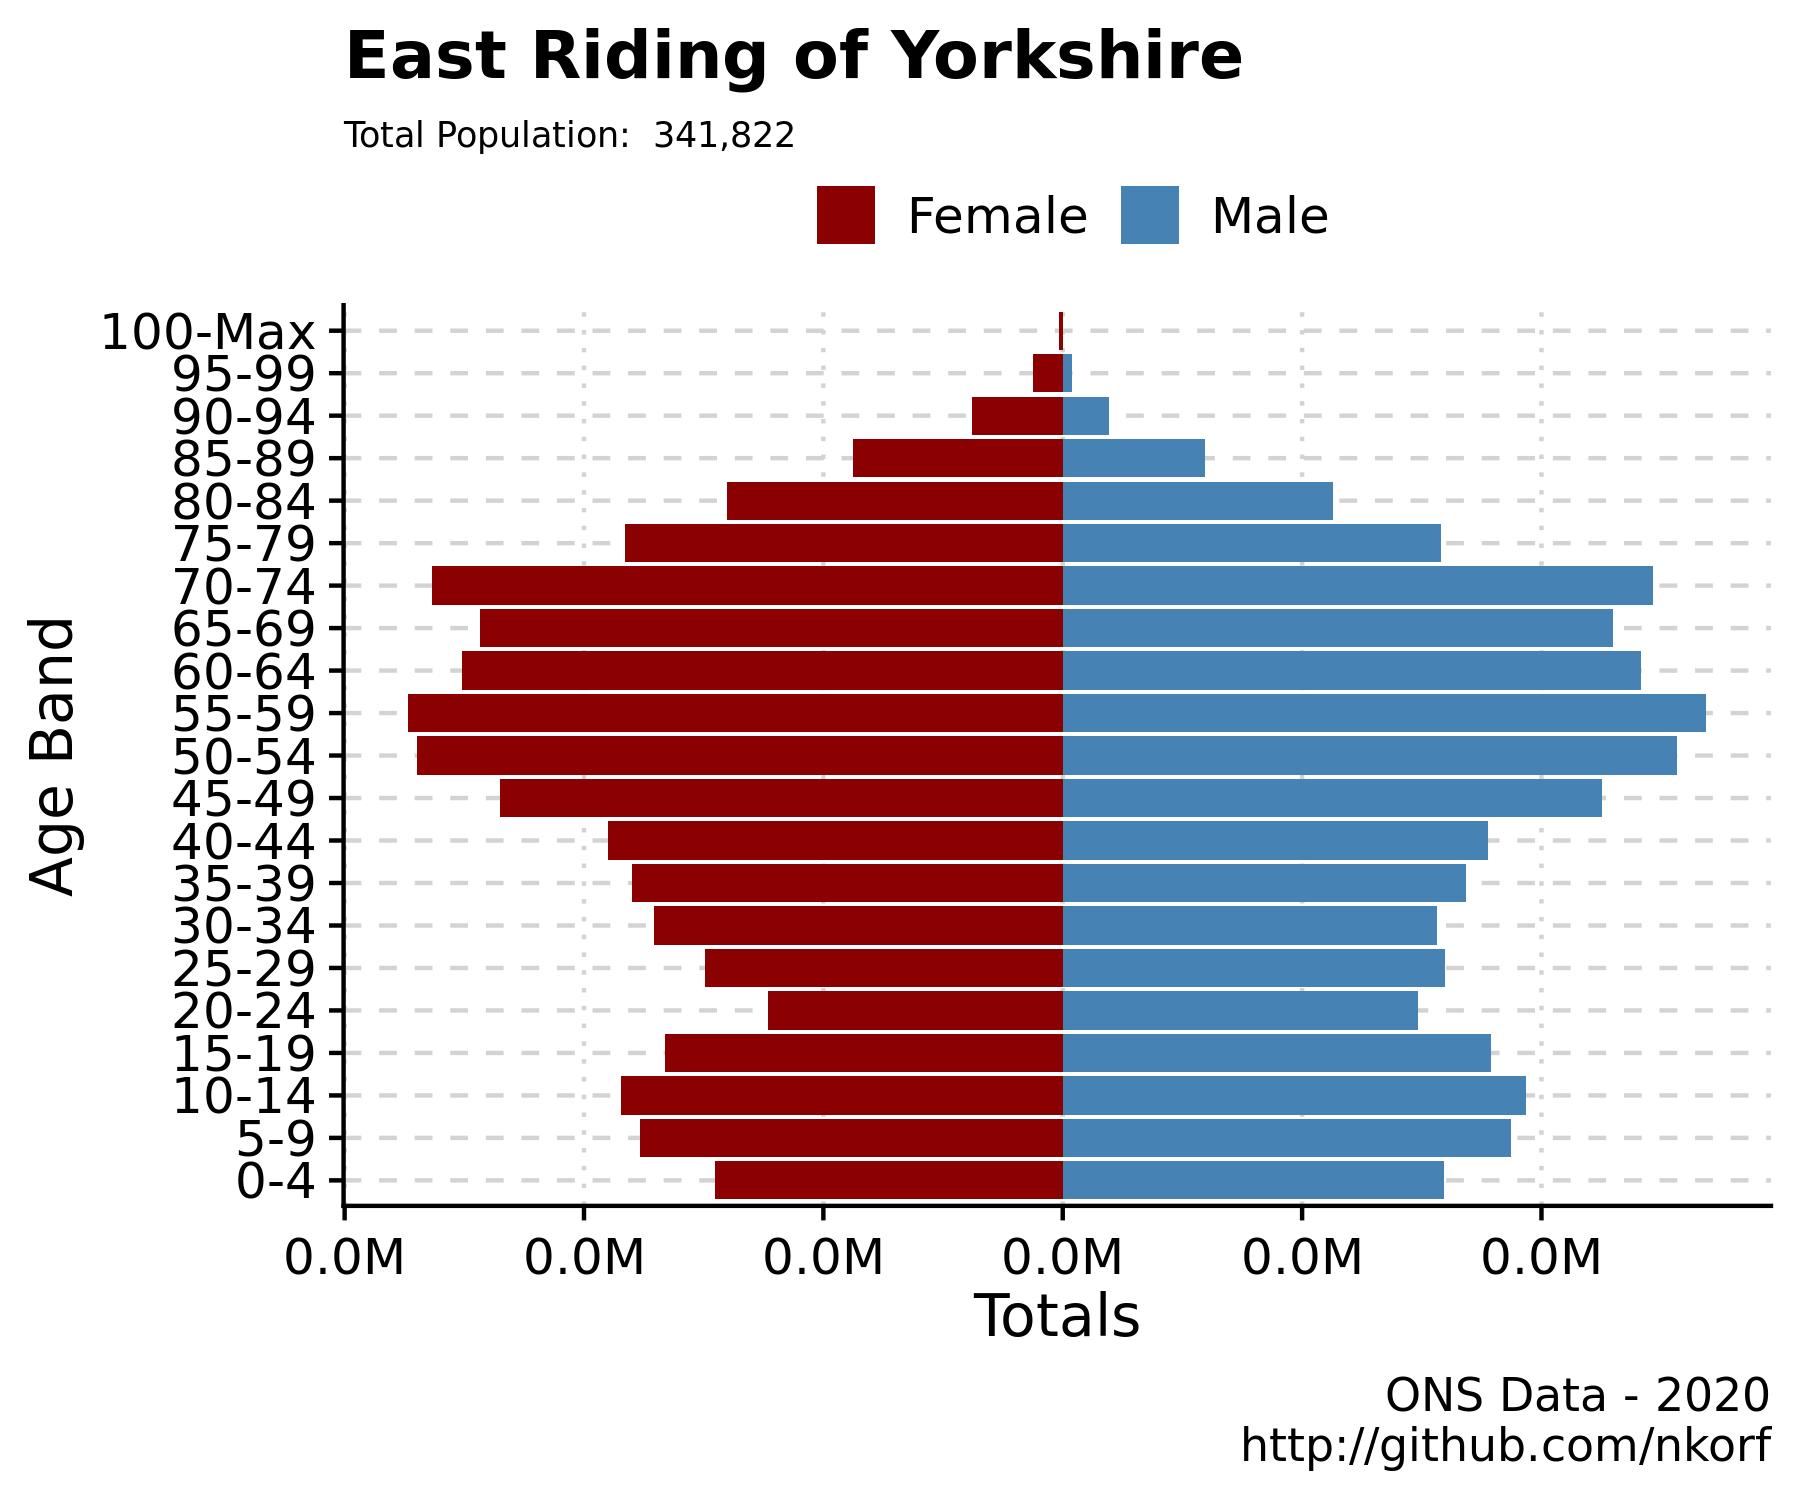 East Riding of Yorkshire
Total Population:  341,822
Female Male
100-Max
95-99
90-94
85-89
80-84
75-79
70-74
65-69
60-64
55-59
50-54
45-49
40-44
35-39
30-34
25-29
20-24
15-19
10-14
5-9
0-4
Age Band
0.0M 0.0M 0.0M 0.0M 0.0M 0.0M
Totals
ONS Data - 2020
http://github.com/nkorf